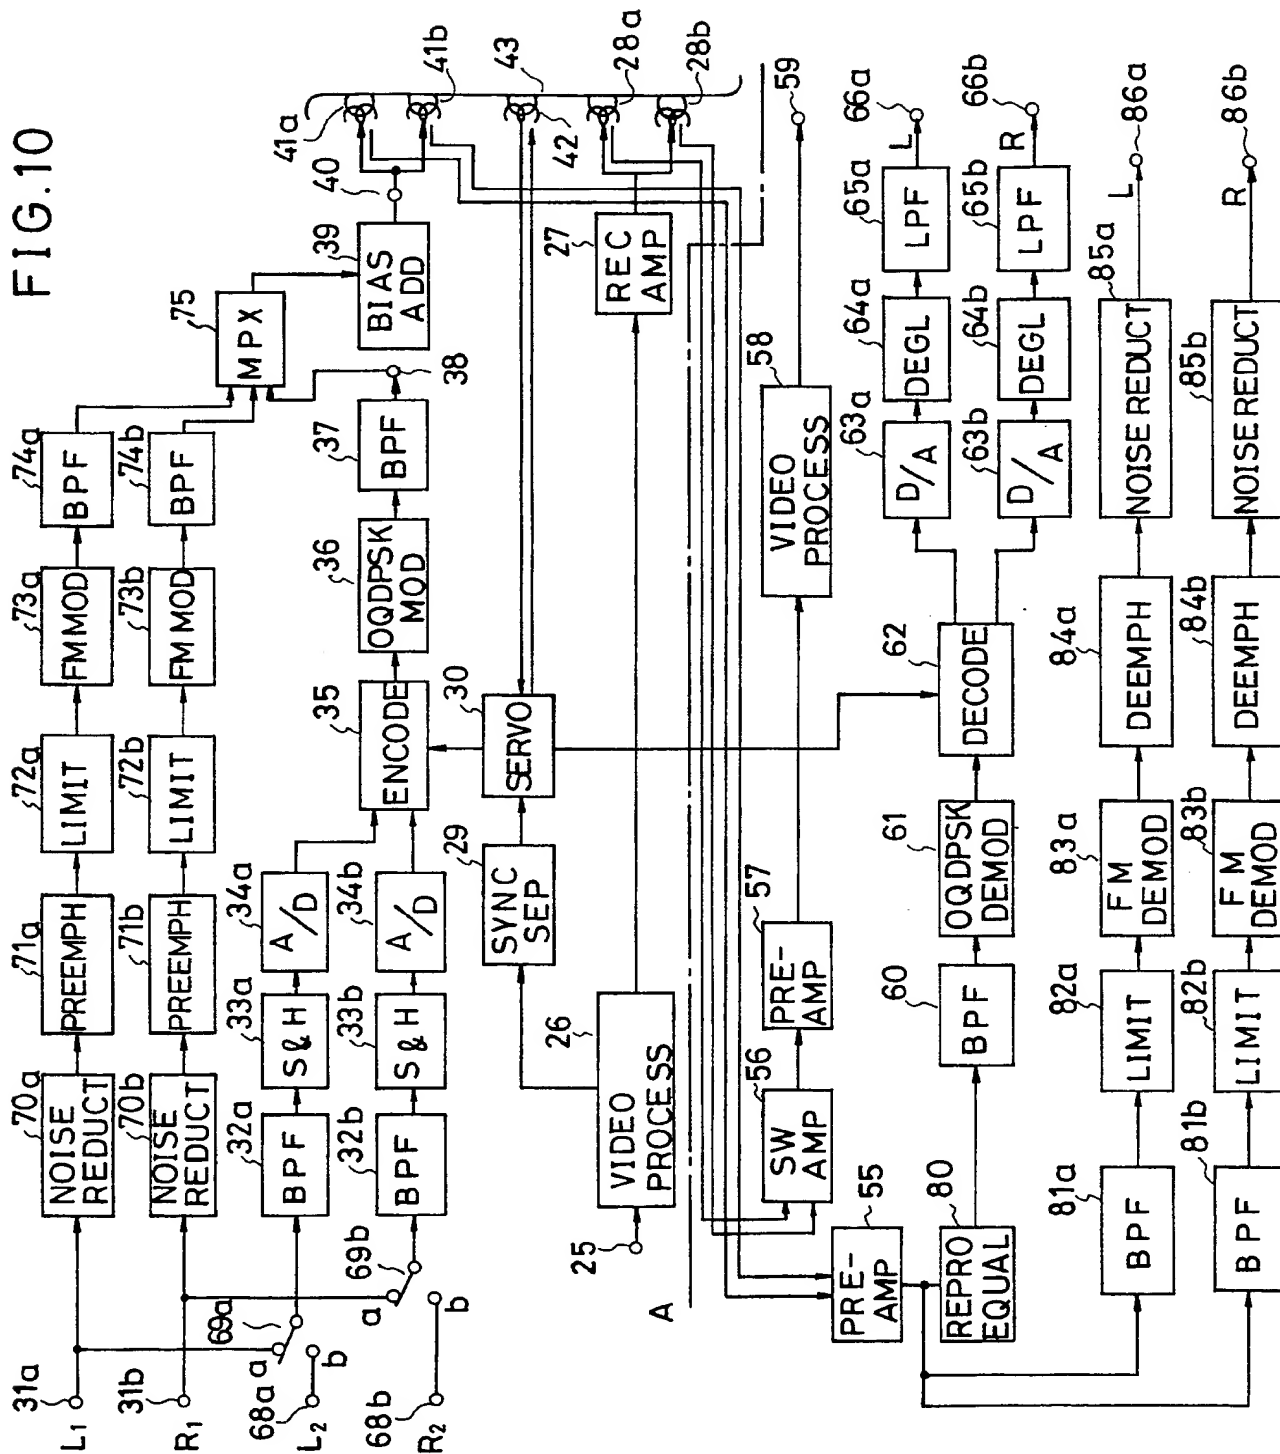 FIG.10
31a
L1
31b
R1
70a
NOISE
REDUCT
71a
PREEMPH
72a
LIMIT
73a
FM MOD
74a
BPF
75
MPX
70b
NOISE
REDUCT
71b
PREEMPH
72b
LIMIT
73b
FM MOD
74b
BPF
68a
L2
69a
a
b
32a
BPF
33a
S&H
34a
A/D
35
ENCODE
36
OQDPSK
MOD
37
BPF
38
39
BIAS
ADD
40
41a
41b
68b
R2
69b
a
b
32b
BPF
33b
S&H
34b
A/D
29
SYNC
SEP
30
SERVO
42
43
25
26
VIDEO
PROCESS
27
REC
AMP
28a
28b
A
56
SW
AMP
57
PRE-
AMP
58
VIDEO
PROCESS
59
55
PRE-
AMP
80
REPRO
EQUAL
60
BPF
61
OQDPSK
DEMOD
62
DECODE
63a
D/A
64a
DEGL
65a
LPF
L
66a
63b
D/A
64b
DEGL
65b
LPF
R
66b
81a
BPF
82a
LIMIT
83a
FM
DEMOD
84a
DEEMPH
85a
NOISE REDUCT
L
86a
81b
BPF
82b
LIMIT
83b
FM
DEMOD
84b
DEEMPH
85b
NOISE REDUCT
R
86b